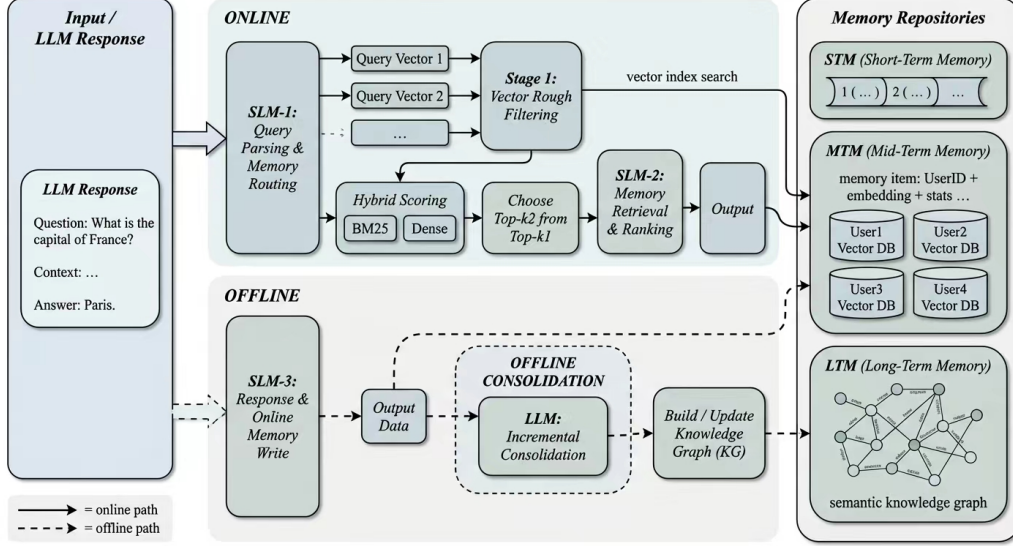 Input /
LLM Response
LLM Response
Question: What is the
capital of France?
Context: ...
Answer: Paris.
= online path
= offline path
ONLINE
SLM-1:
Query
Parsing &
Memory
Routing
Query Vector 1
Query Vector 2
...
Stage 1:
Vector Rough
Filtering
vector index search
Hybrid Scoring
BM25
Dense
Choose
Top-k2 from
Top-k1
SLM-2:
Memory
Retrieval
& Ranking
Output
OFFLINE
SLM-3:
Response &
Online
Memory
Write
Output
Data
OFFLINE
CONSOLIDATION
LLM:
Incremental
Consolidation
Build / Update
Knowledge
Graph (KG)
Memory Repositories
STM (Short-Term Memory)
1 (...) 2 (...) ...
MTM (Mid-Term Memory)
memory item: UserID +
embedding + stats ...
User1
Vector DB
User2
Vector DB
User3
Vector DB
User4
Vector DB
LTM (Long-Term Memory)
semantic knowledge graph